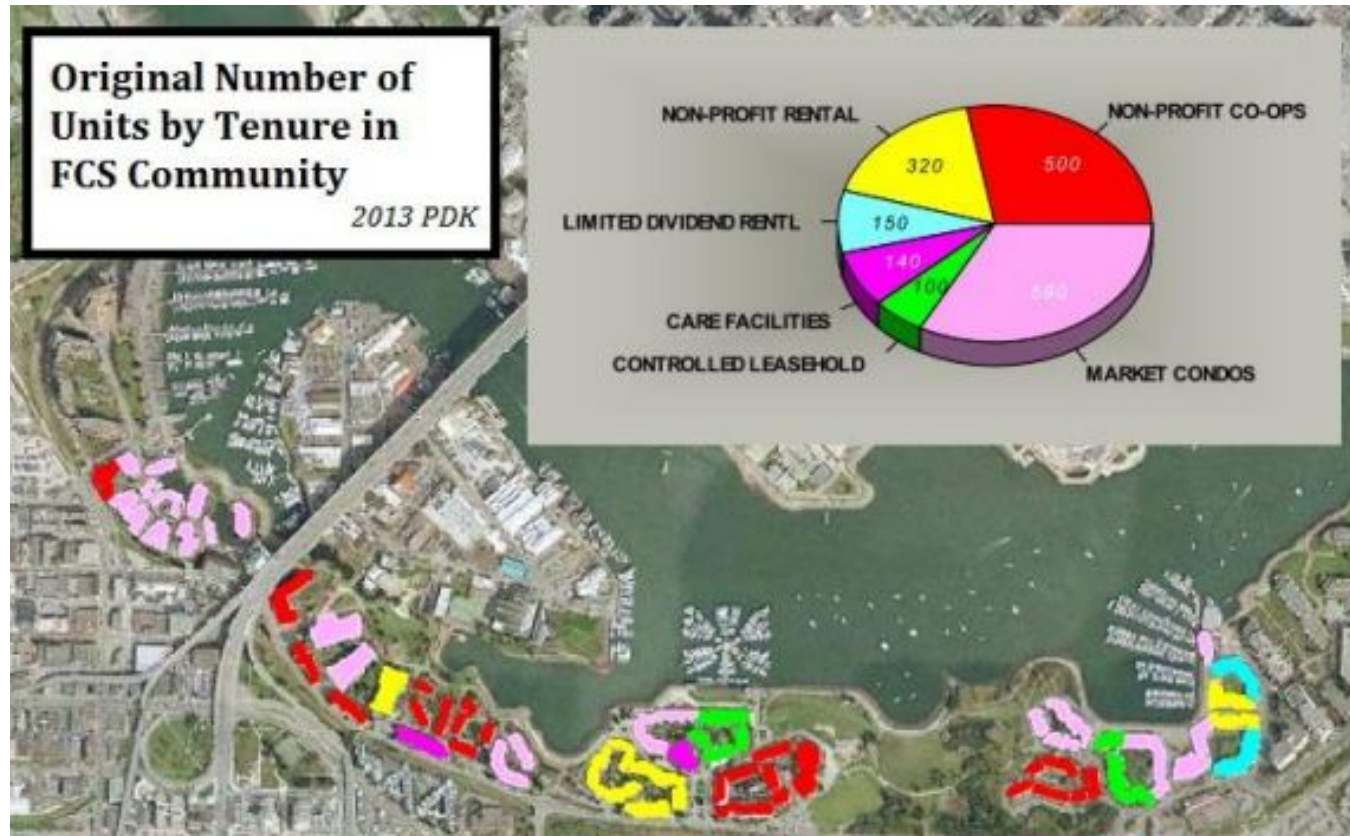 Original Number of
Units by Tenure in
FCS Community
2013 PDK
NON-PROFIT RENTAL
NON-PROFIT CO-OPS
320
500
LIMITED DIVIDEND RENTL
150
140
100
590
CARE FACILITIES
CONTROLLED LEASEHOLD
MARKET CONDOS